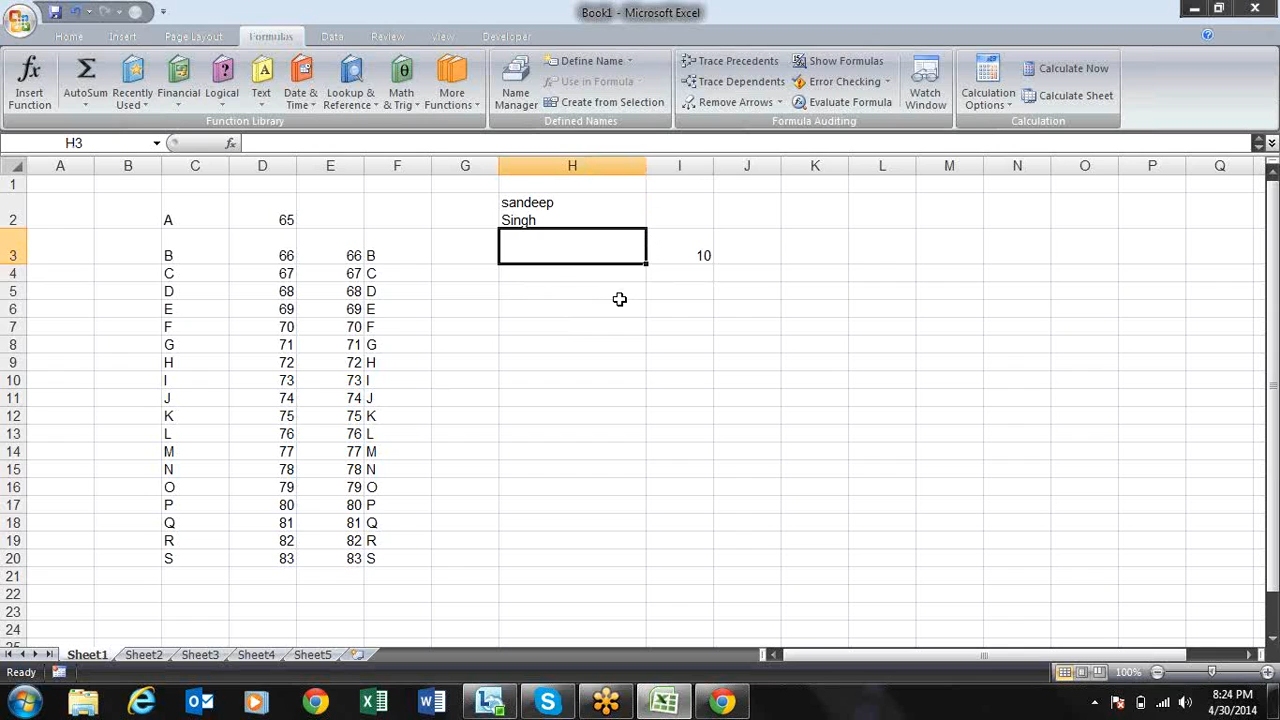 Book1 - Microsoft Excel
Home Insert Page Layout Formulas Data Review View Developer
Insert Function
AutoSum
Recently Used
Financial
Logical
Text
Date & Time
Lookup & Reference
Math & Trig
More Functions
Function Library
Name Manager
Define Name
Use in Formula
Create from Selection
Defined Names
Trace Precedents
Trace Dependents
Remove Arrows
Show Formulas
Error Checking
Evaluate Formula
Watch Window
Formula Auditing
Calculation Options
Calculate Now
Calculate Sheet
Calculation
H3 fx
A B C D E F G H I J K L M N O P Q
1
sandeep
2 A 65 Singh
3 B 66 66 B 10
4 C 67 67 C
5 D 68 68 D
6 E 69 69 E
7 F 70 70 F
8 G 71 71 G
9 H 72 72 H
10 I 73 73 I
11 J 74 74 J
12 K 75 75 K
13 L 76 76 L
14 M 77 77 M
15 N 78 78 N
16 O 79 79 O
17 P 80 80 P
18 Q 81 81 Q
19 R 82 82 R
20 S 83 83 S
21
22
23
24
25
Sheet1 Sheet2 Sheet3 Sheet4 Sheet5
Ready 100%
8:24 PM
4/30/2014